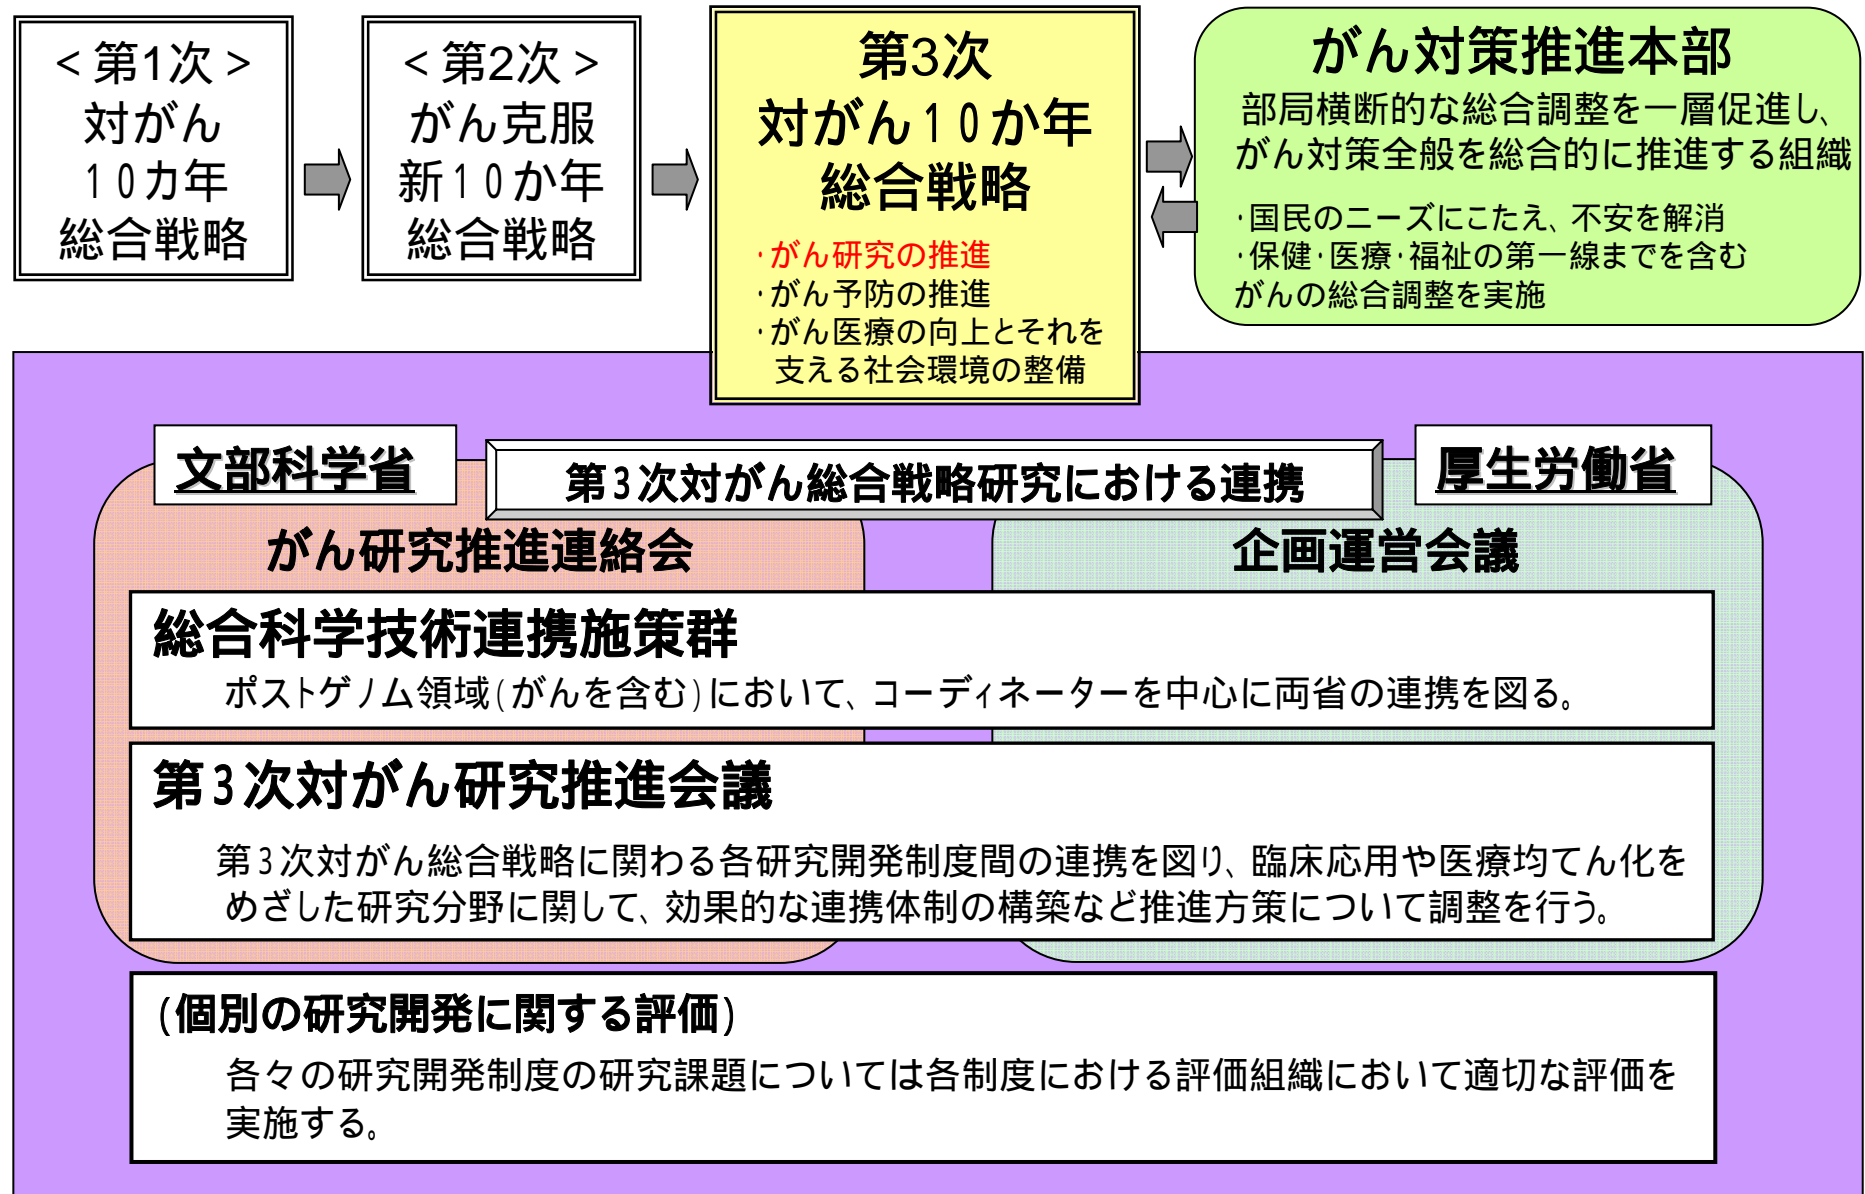 ＜第1次＞
対がん
10カ年
総合戦略
＜第2次＞
がん克服
新10か年
総合戦略
第3次
対がん10か年
総合戦略
・がん研究の推進
・がん予防の推進
・がん医療の向上とそれを
支える社会環境の整備
がん対策推進本部
部局横断的な総合調整を一層促進し、
がん対策全般を総合的に推進する組織
・国民のニーズにこたえ、不安を解消
・保健・医療・福祉の第一線までを含む
がんの総合調整を実施
文部科学省
第3次対がん総合戦略研究における連携
厚生労働省
がん研究推進連絡会
企画運営会議
総合科学技術連携施策群
ポストゲノム領域(がんを含む)において、コーディネーターを中心に両省の連携を図る。
第3次対がん研究推進会議
第3次対がん総合戦略に関わる各研究開発制度間の連携を図り、臨床応用や医療均てん化を
めざした研究分野に関して、効果的な連携体制の構築など推進方策について調整を行う。
(個別の研究開発に関する評価)
各々の研究開発制度の研究課題については各制度における評価組織において適切な評価を
実施する。